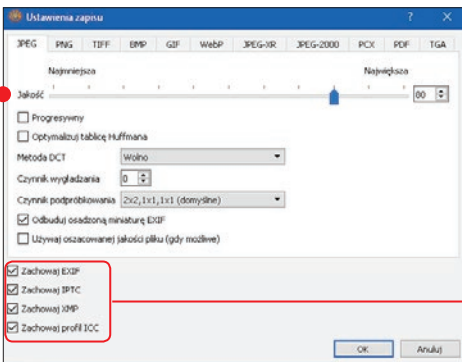 Ustawienia zapisu
JPEG PNG TIFF BMP GIF WebP JPEG-XR JPEG-2000 PCX PDF TGA
Najmniejsza Największa
Jakość 80
Progresywny
Optymalizuj tablicę Huffmana
Metoda DCT Wolno
Czynnik wygładzania 0
Czynnik podpróbkowania 2x2,1x1,1x1 (domyślne)
Odbuduj osadzoną miniaturę EXIF
Używaj oszacowanej jakości pliku (gdy możliwe)
Zachowaj EXIF
Zachowaj IPTC
Zachowaj XMP
Zachowaj profil ICC
OK Anuluj